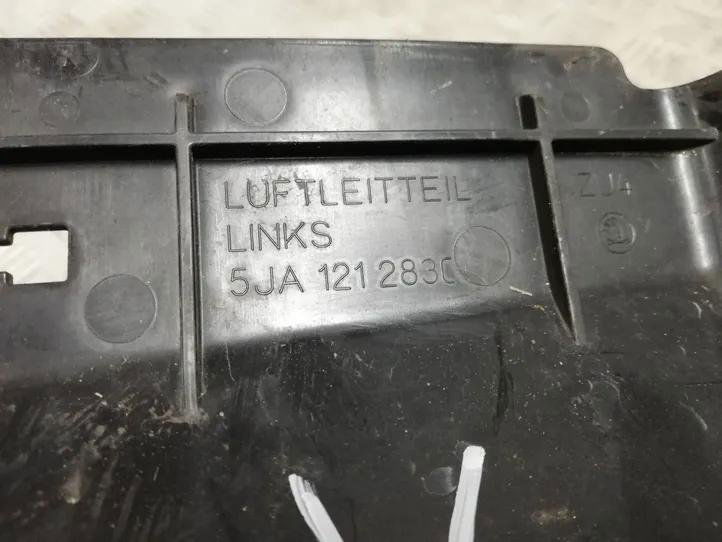 LUFTLEITTEIL
LINKS
5JA 121 283
ZJ4